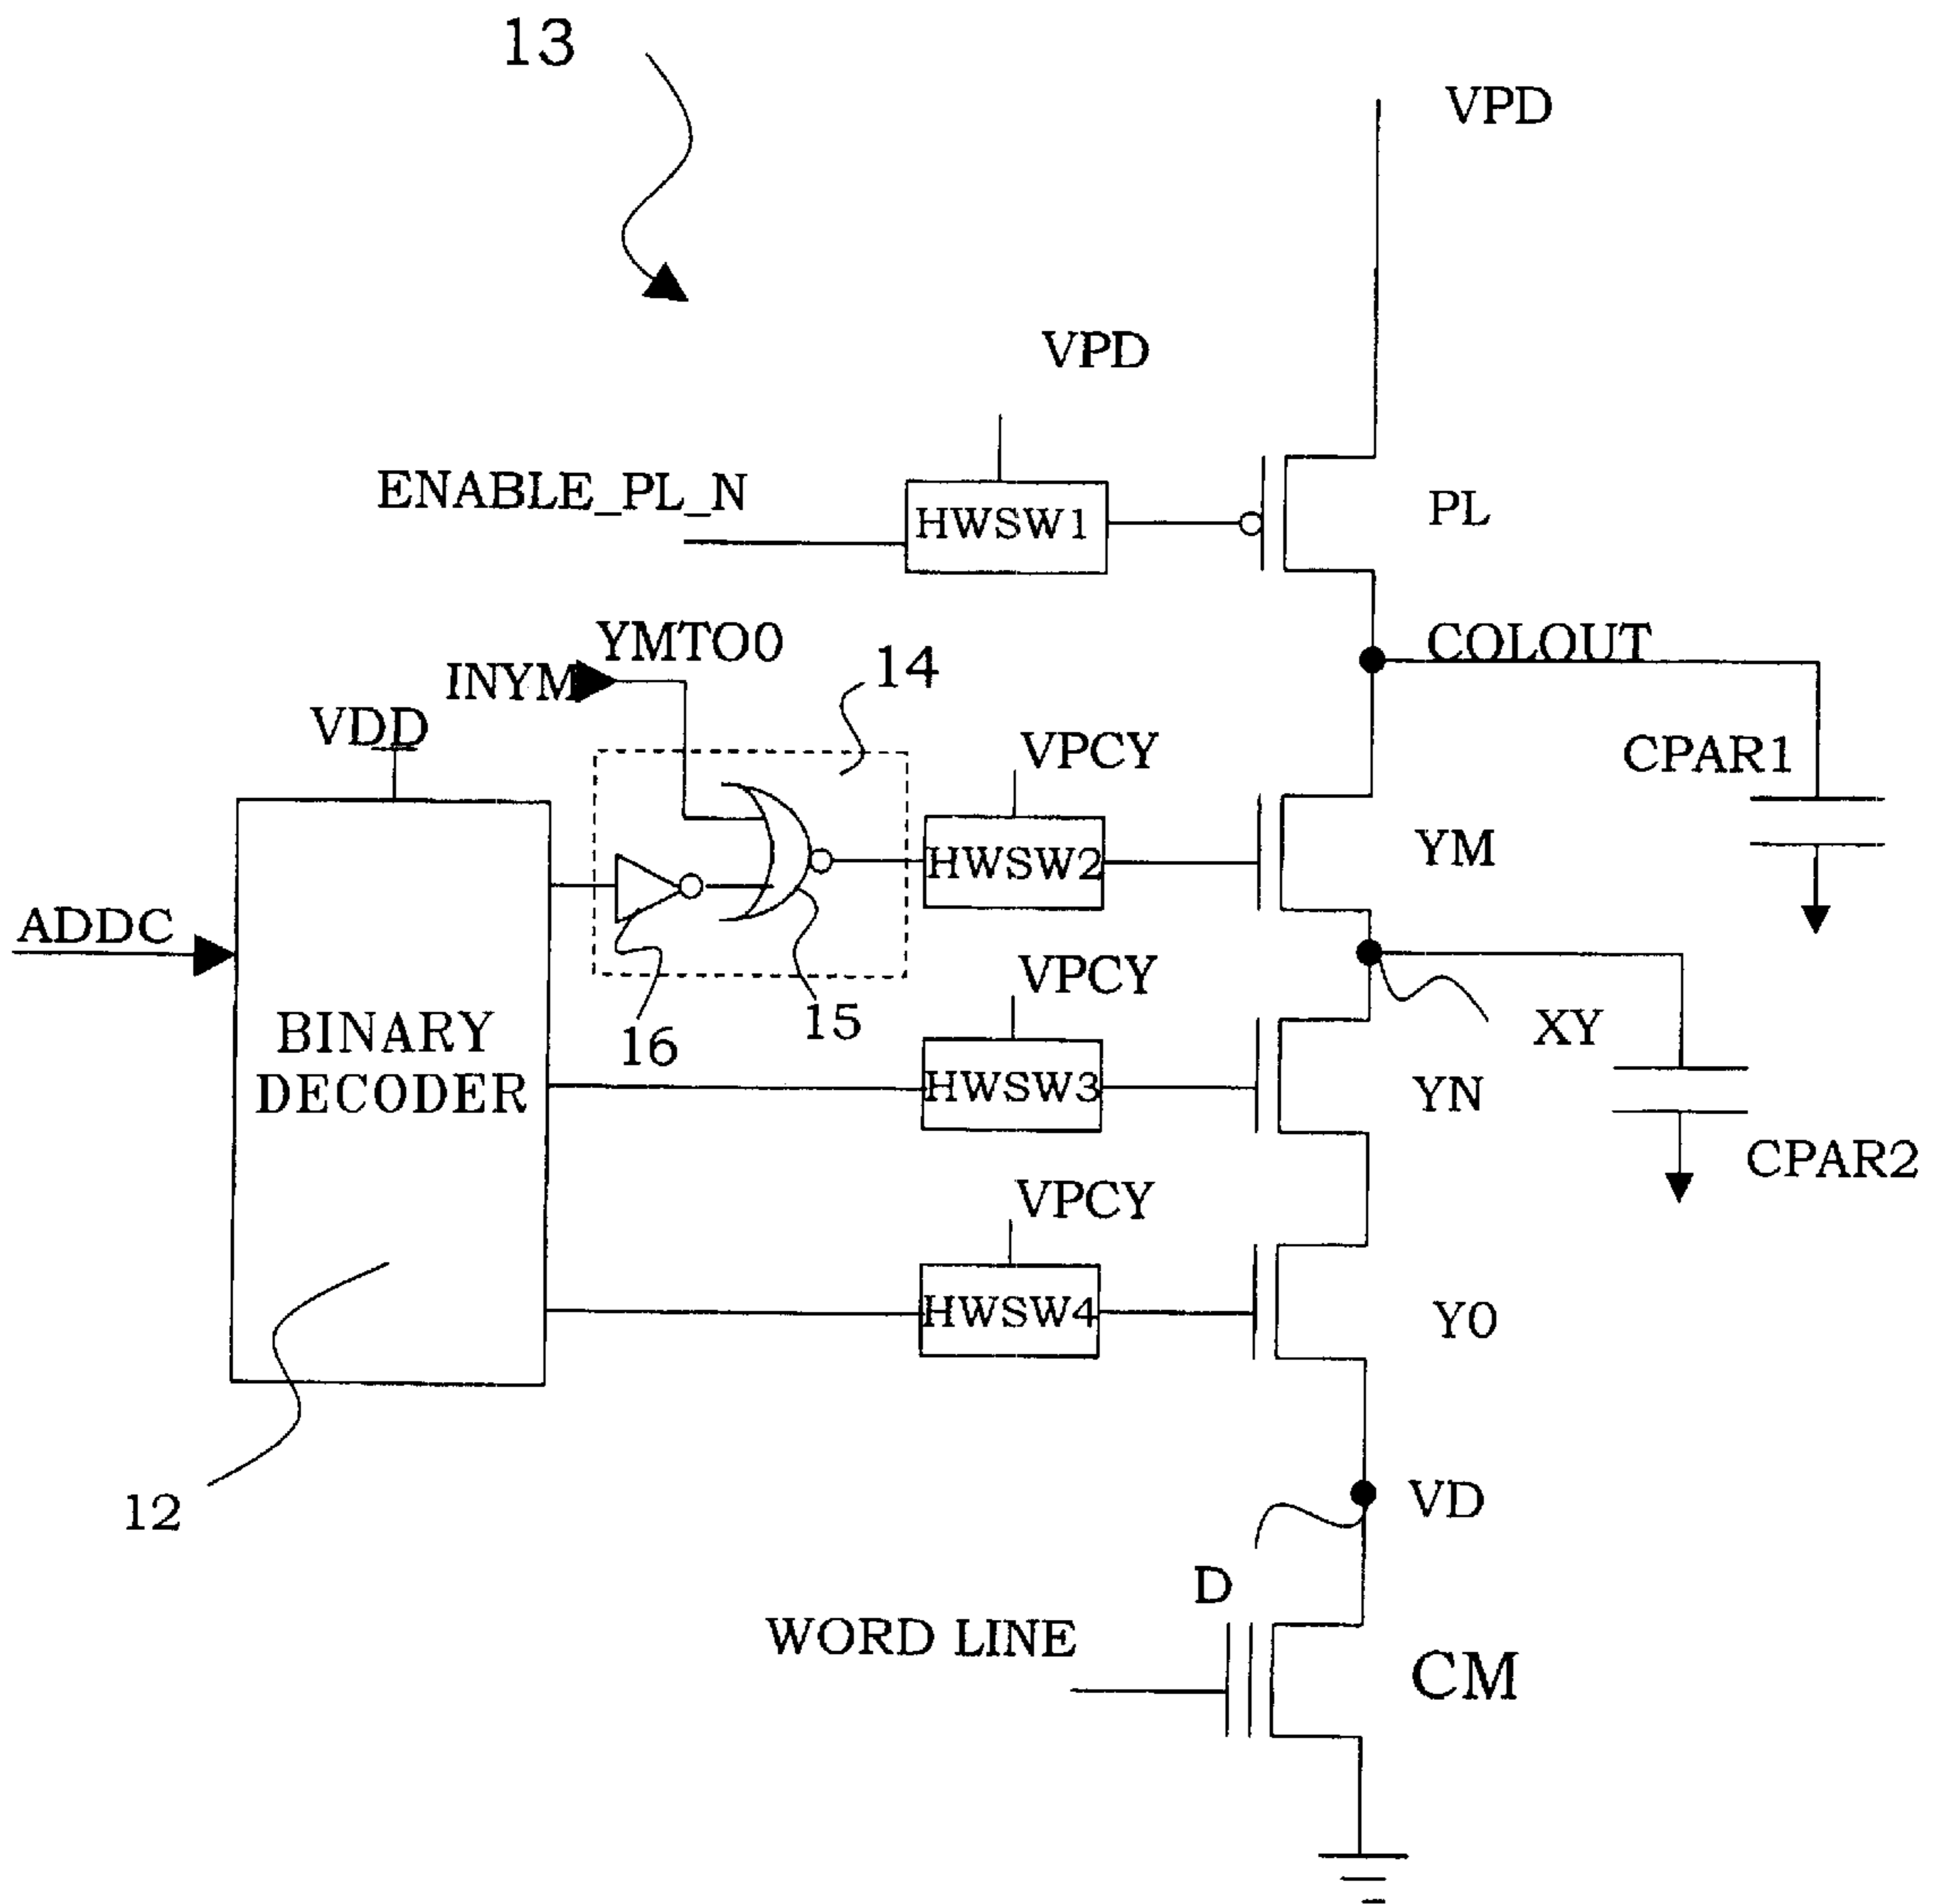 13
VPD
VPD
ENABLE_PL_N
HWSW1
PL
YMTO0
INYM
14
COLOUT
VDD
VPCY
CPAR1
HWSW2
YM
ADDC
VPCY
15
16
XY
BINARY
DECODER
HWSW3
YN
CPAR2
VPCY
HWSW4
YO
12
VD
D
WORD LINE
CM